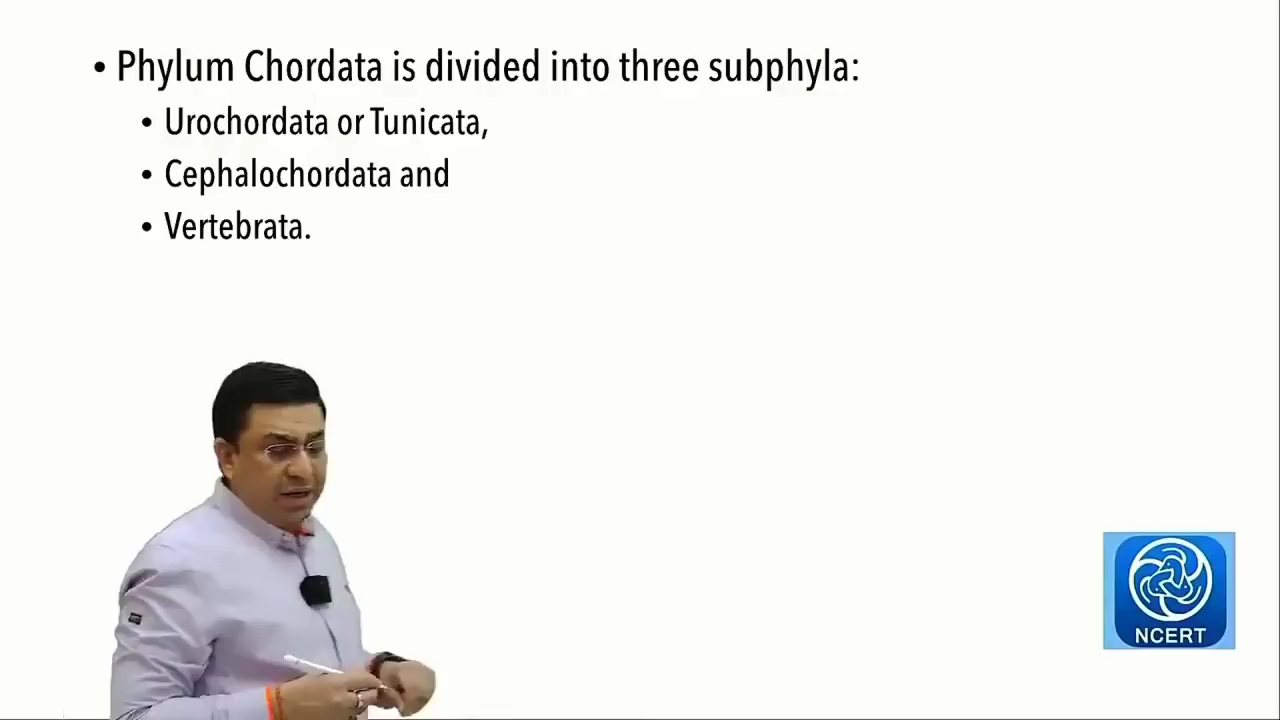 • Phylum Chordata is divided into three subphyla:
• Urochordata or Tunicata,
• Cephalochordata and
• Vertebrata.
NCERT